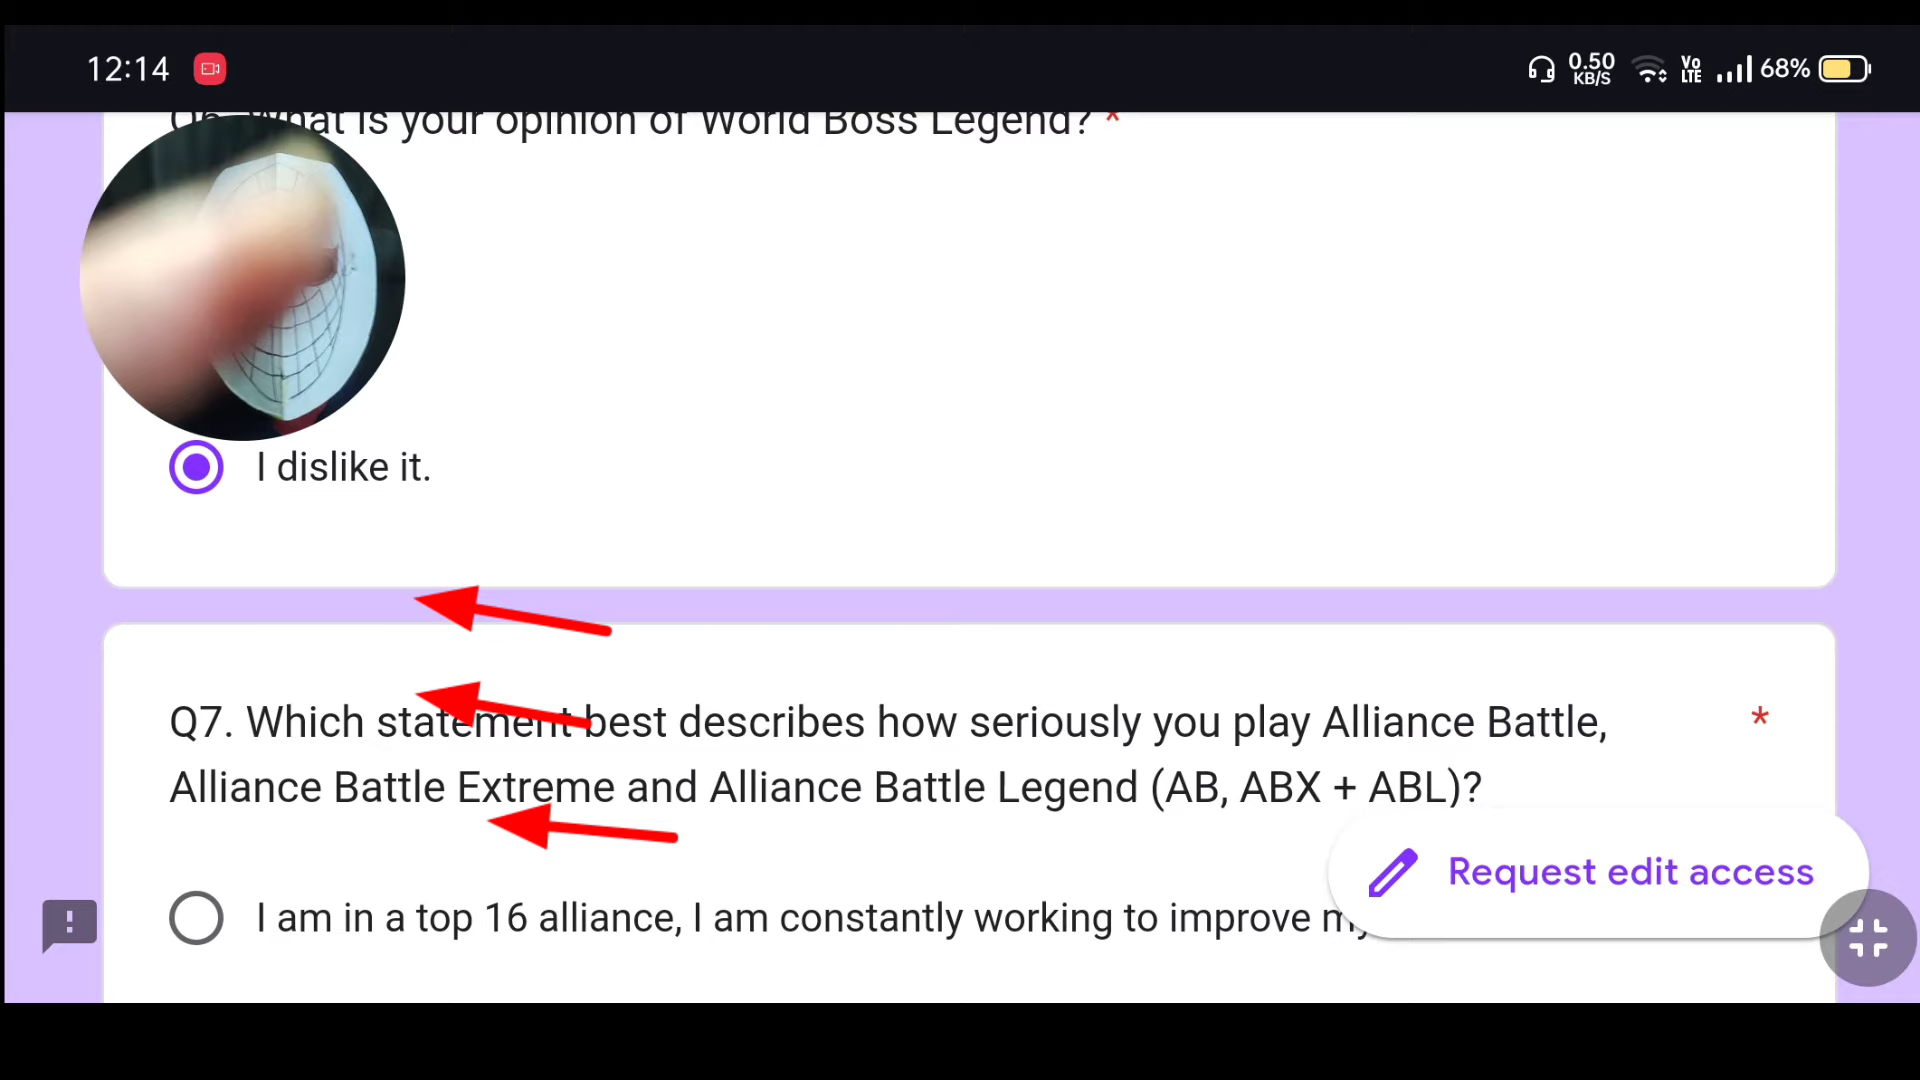 12:14
0.50
KB/S
Vo
LTE
68%
What is your opinion of World Boss Legend? *
I dislike it.
Q7. Which statement best describes how seriously you play Alliance Battle, *
Alliance Battle Extreme and Alliance Battle Legend (AB, ABX + ABL)?
Request edit access
I am in a top 16 alliance, I am constantly working to improve